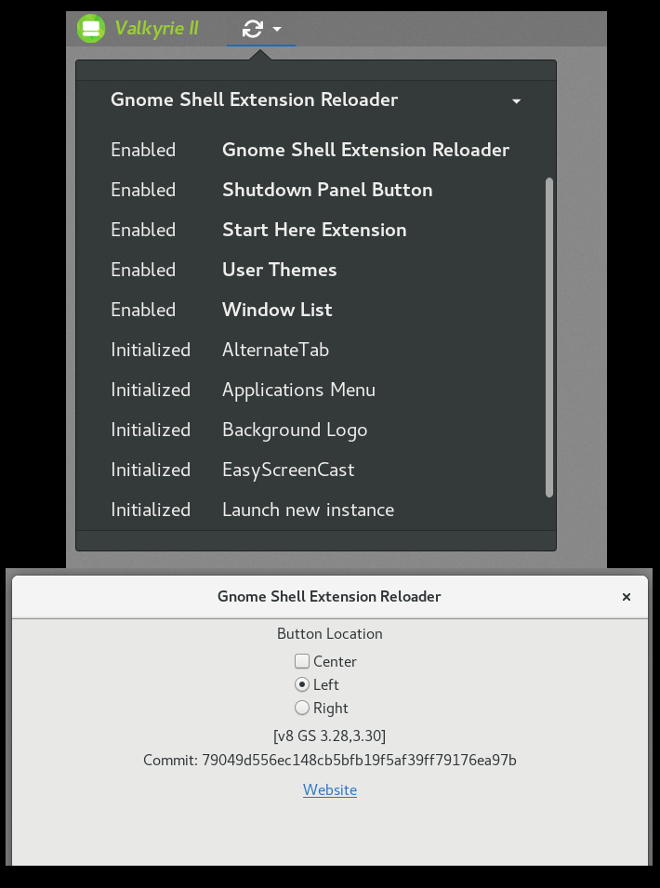 Valkyrie II
Gnome Shell Extension Reloader
Enabled Gnome Shell Extension Reloader
Enabled Shutdown Panel Button
Enabled Start Here Extension
Enabled User Themes
Enabled Window List
Initialized AlternateTab
Initialized Applications Menu
Initialized Background Logo
Initialized EasyScreenCast
Initialized Launch new instance
Gnome Shell Extension Reloader
Button Location
Center
Left
Right
[v8 GS 3.28,3.30]
Commit: 79049d556ec148cb5bfb19f5af39ff79176ea97b
Website